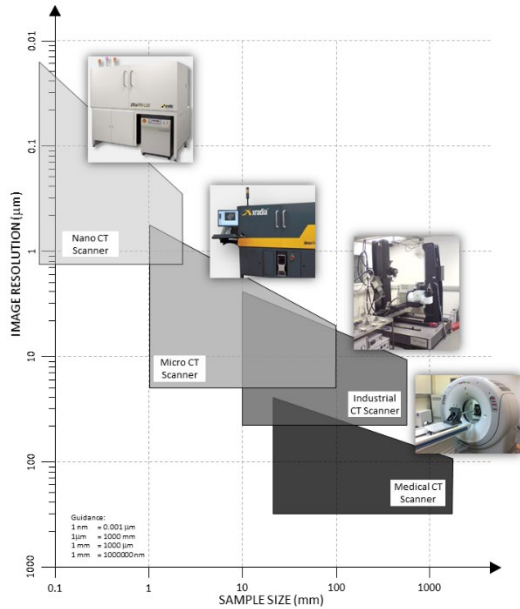 0.01
0.1
1
10
100
1000
IMAGE RESOLUTION (µm)
xradia
Nano CT
Scanner
Micro CT
Scanner
Industrial
CT Scanner
Medical CT
Scanner
Guidance:
1 nm = 0.001 µm
1µm = 1000 mm
1 mm = 1000µm
1 mm = 1000000nm
0.1
1
10
100
1000
SAMPLE SIZE (mm)